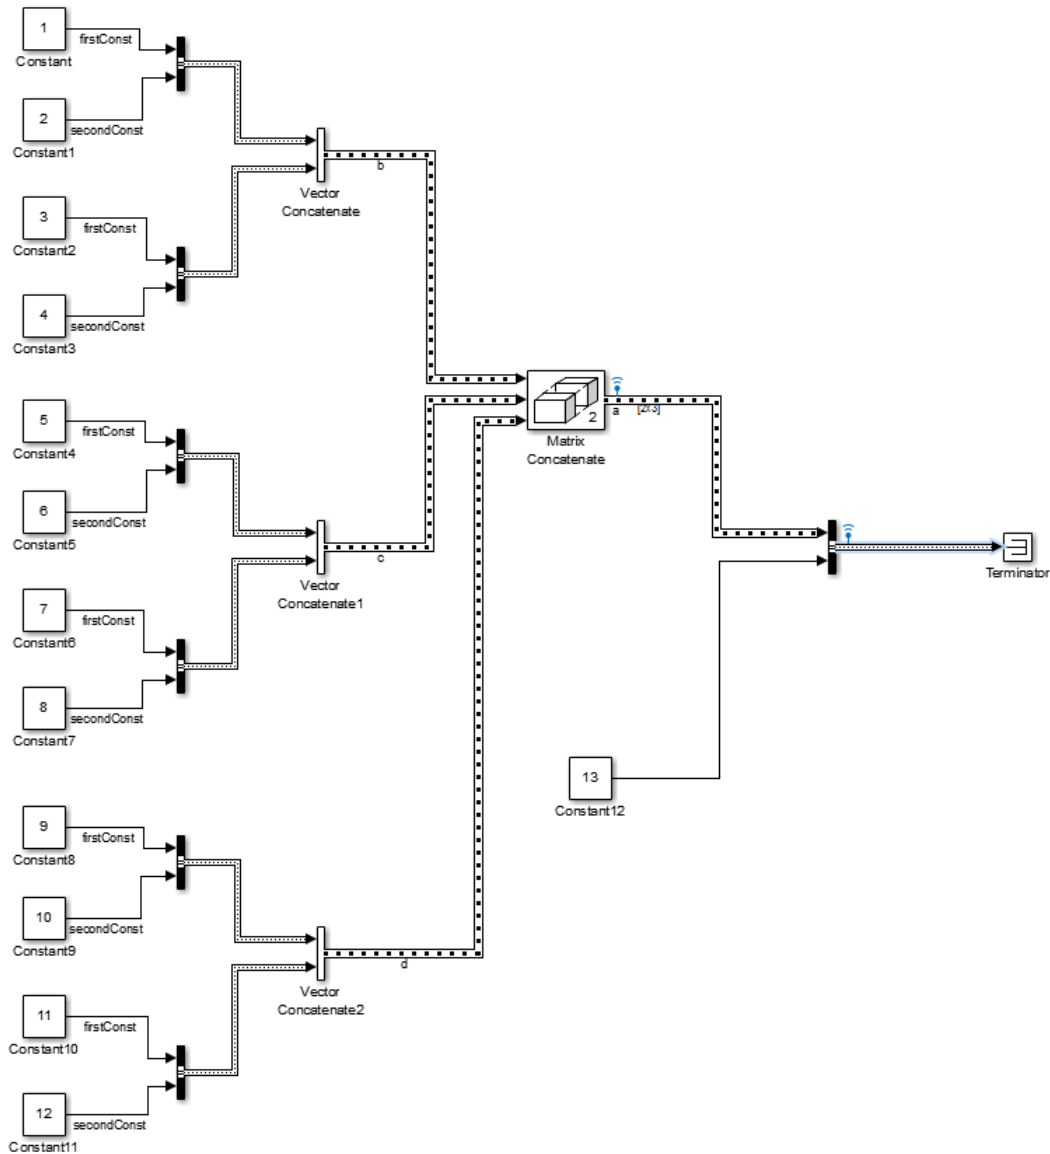 1
firstConst
Constant
2
secondConst
Constant1
Vector
Concatenate
b
3
firstConst
Constant2
4
secondConst
Constant3
5
firstConst
Constant4
6
secondConst
Constant5
Vector
Concatenate1
c
7
firstConst
Constant6
8
secondConst
Constant7
2
a
[2x3]
Matrix
Concatenate
Terminator
13
Constant12
9
firstConst
Constant8
10
secondConst
Constant9
Vector
Concatenate2
d
11
firstConst
Constant10
12
secondConst
Constant11